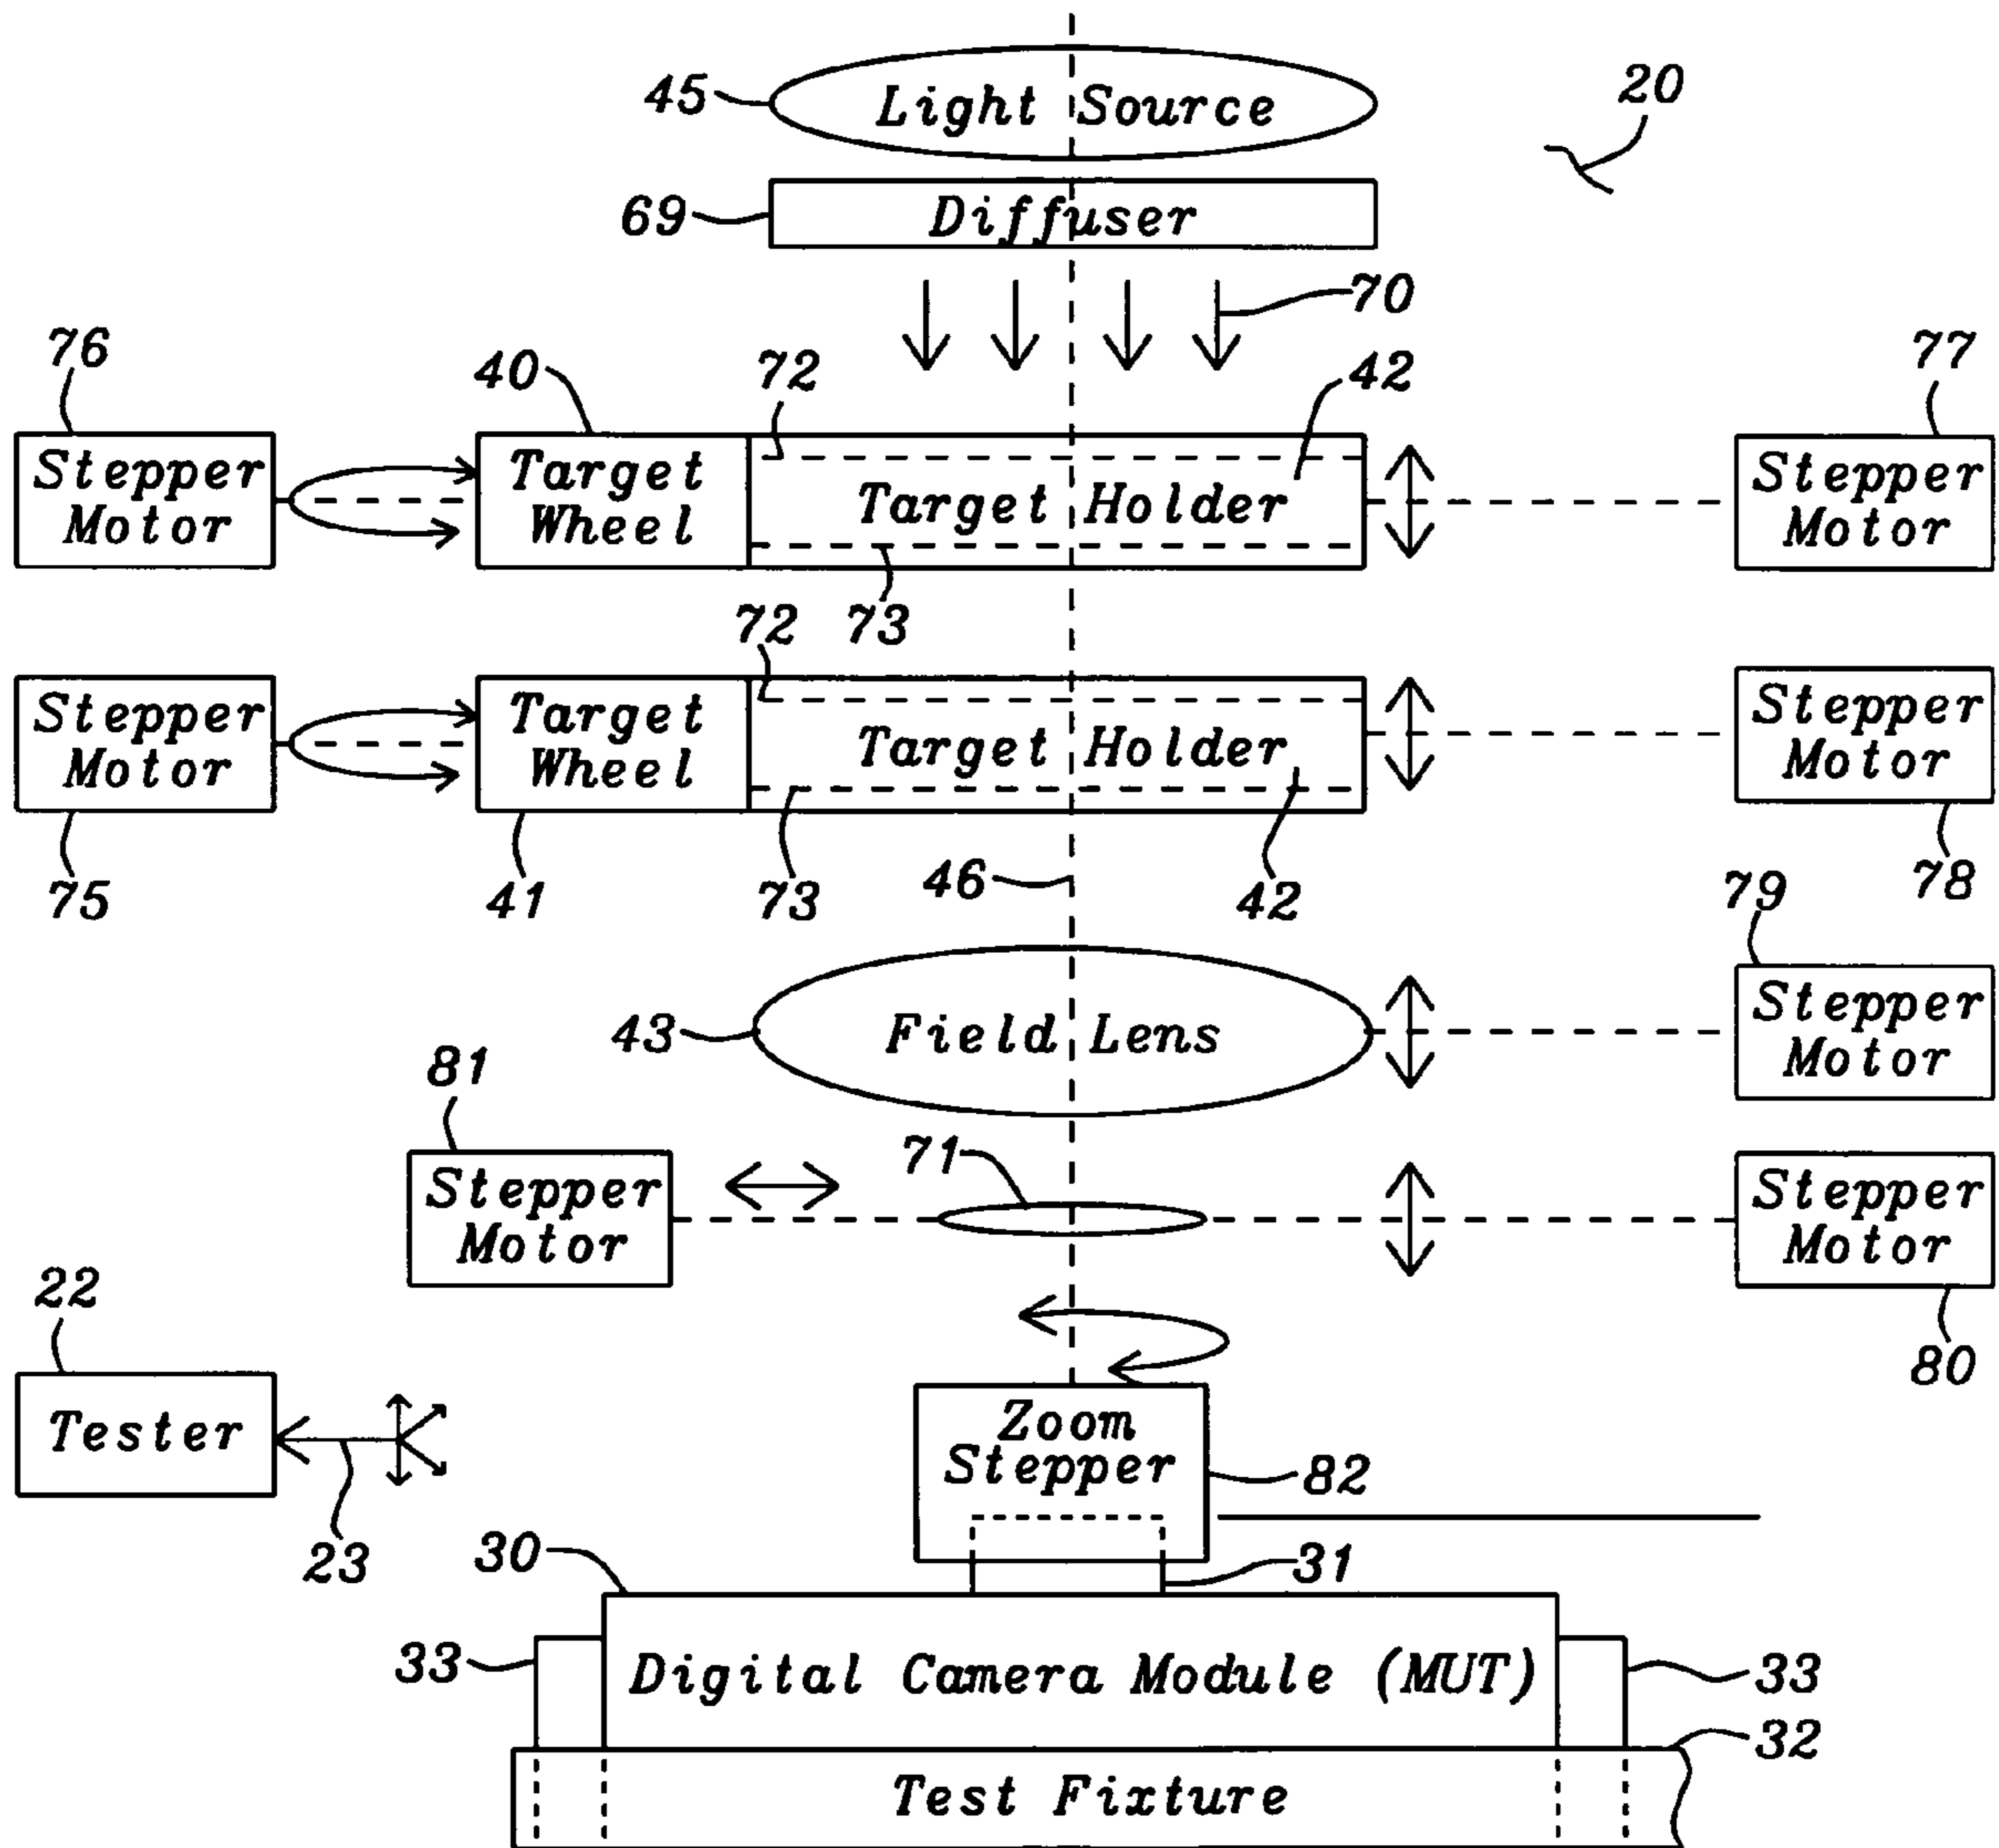 45
Light Source
20
69
Diffuser
70
76
40
72
42
77
Stepper
Motor
Target
Wheel
Target Holder
Stepper
Motor
73
72
Stepper
Motor
Target
Wheel
Target Holder
Stepper
Motor
75
41
73
46
42
78
79
43
Field Lens
Stepper
Motor
81
71
Stepper
Motor
Stepper
Motor
22
80
Tester
Zoom
Stepper
82
23
30
31
33
Digital Camera Module (MUT)
33
32
Test Fixture